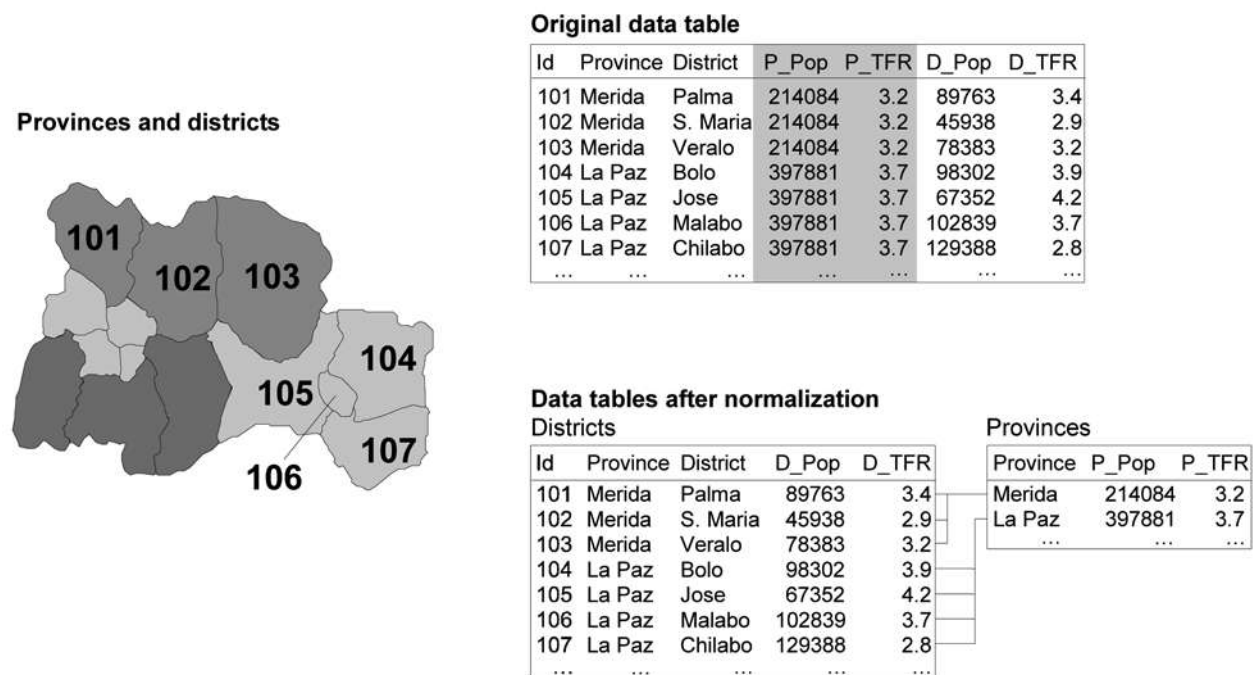 Provinces and districts
101
102
103
104
105
106
107
Original data table
Id Province District P_Pop P_TFR D_Pop D_TFR
101 Merida Palma 214084 3.2 89763 3.4
102 Merida S. Maria 214084 3.2 45938 2.9
103 Merida Veralo 214084 3.2 78383 3.2
104 La Paz Bolo 397881 3.7 98302 3.9
105 La Paz Jose 397881 3.7 67352 4.2
106 La Paz Malabo 397881 3.7 102839 3.7
107 La Paz Chilabo 397881 3.7 129388 2.8
... ... ... ... ... ... ...
Data tables after normalization
Districts
Id Province District D_Pop D_TFR
101 Merida Palma 89763 3.4
102 Merida S. Maria 45938 2.9
103 Merida Veralo 78383 3.2
104 La Paz Bolo 98302 3.9
105 La Paz Jose 67352 4.2
106 La Paz Malabo 102839 3.7
107 La Paz Chilabo 129388 2.8
... ... ... ... ...
Provinces
Province P_Pop P_TFR
Merida 214084 3.2
La Paz 397881 3.7
... ... ...